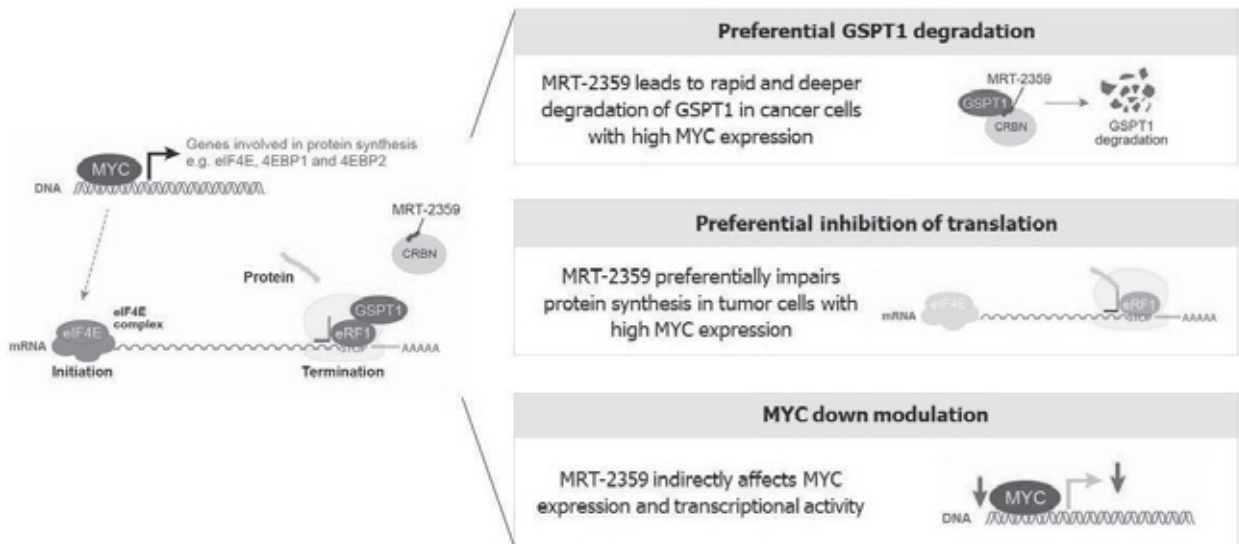 Genes involved in protein synthesis
e.g. eIF4E, 4EBP1 and 4EBP2
MYC
DNA
MRT-2359
CRBN
Protein
GSPT1
eIF4E
complex
eIF4E
eRF1
mRNA
STOP
AAAAA
Initiation
Termination
Preferential GSPT1 degradation
MRT-2359 leads to rapid and deeper
degradation of GSPT1 in cancer cells
with high MYC expression
MRT-2359
GSPT1
CRBN
GSPT1
degradation
Preferential inhibition of translation
MRT-2359 preferentially impairs
protein synthesis in tumor cells with
high MYC expression
eIF4E
eRF1
mRNA
STOP
AAAAA
MYC down modulation
MRT-2359 indirectly affects MYC
expression and transcriptional activity
MYC
DNA